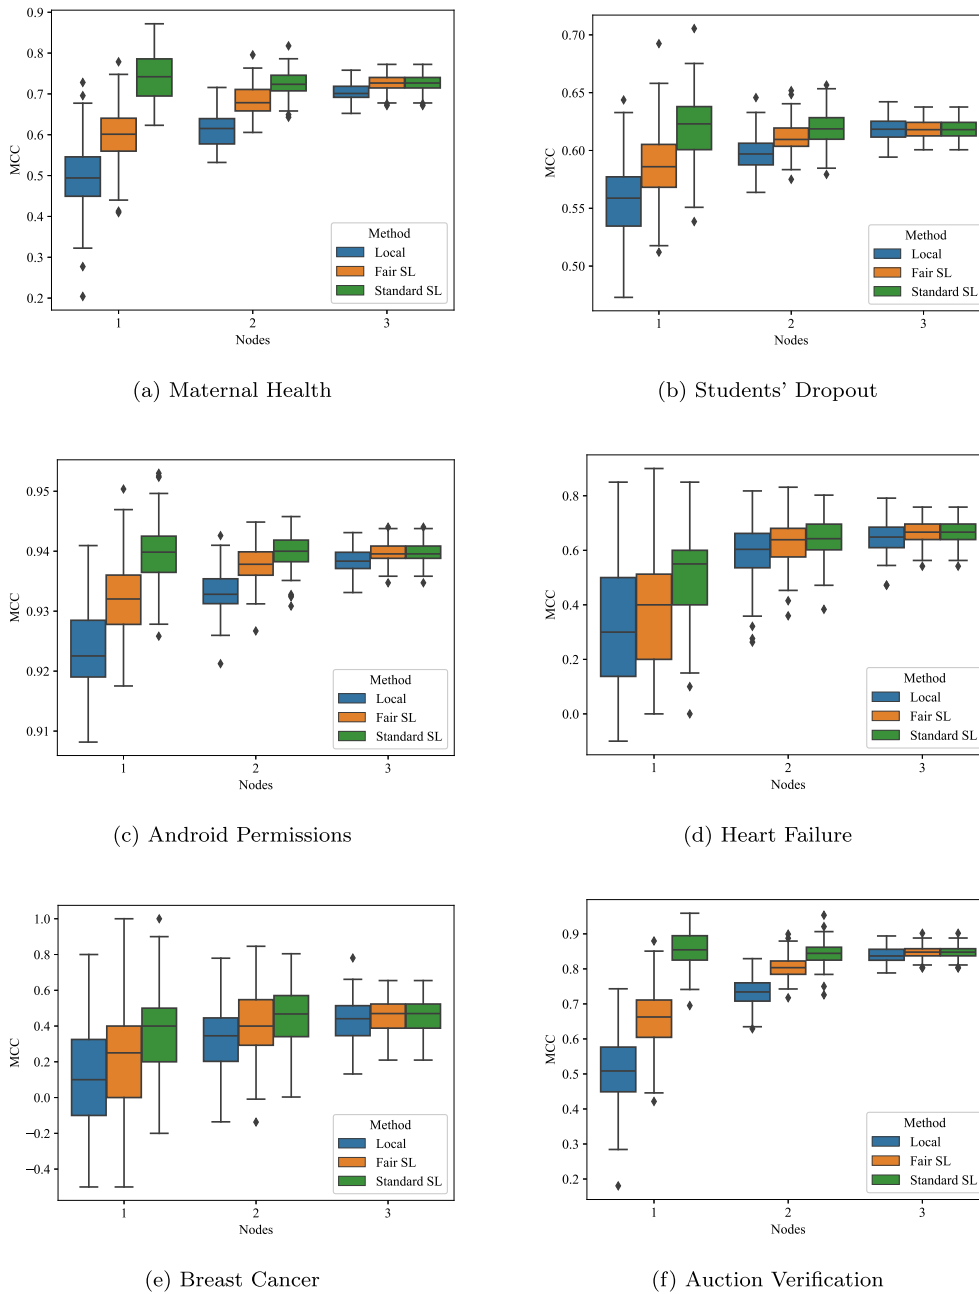 0.9
0.8
0.7
0.6
0.5
0.4
0.3
0.2
MCC
1 2 3
Nodes
Method
Local
Fair SL
Standard SL
(a) Maternal Health
0.70
0.65
0.60
0.55
0.50
MCC
1 2 3
Nodes
Method
Local
Fair SL
Standard SL
(b) Students' Dropout
0.95
0.94
0.93
0.92
0.91
MCC
1 2 3
Nodes
Method
Local
Fair SL
Standard SL
(c) Android Permissions
0.8
0.6
0.4
0.2
0.0
MCC
1 2 3
Nodes
Method
Local
Fair SL
Standard SL
(d) Heart Failure
1.0
0.8
0.6
0.4
0.2
0.0
−0.2
−0.4
MCC
1 2 3
Nodes
Method
Local
Fair SL
Standard SL
(e) Breast Cancer
0.9
0.8
0.7
0.6
0.5
0.4
0.3
0.2
MCC
1 2 3
Nodes
Method
Local
Fair SL
Standard SL
(f) Auction Verification